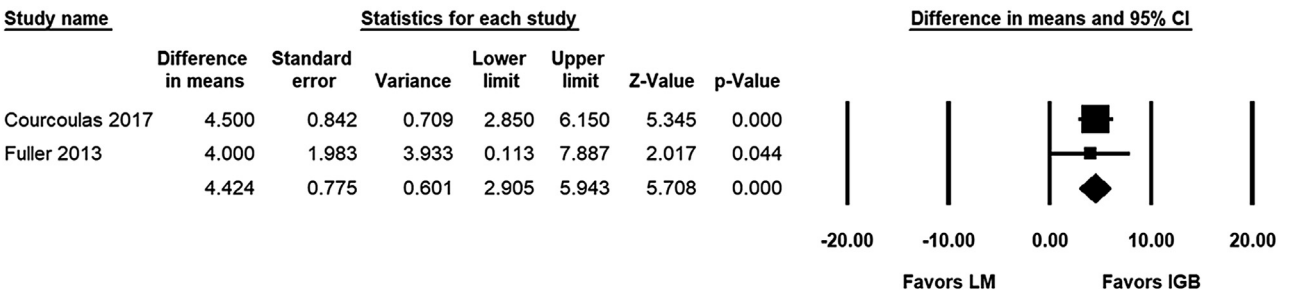 Study name Statistics for each study Difference in means and 95% CI
Difference Standard Lower Upper
in means error Variance limit limit Z-Value p-Value
Courcoulas 2017 4.500 0.842 0.709 2.850 6.150 5.345 0.000
Fuller 2013 4.000 1.983 3.933 0.113 7.887 2.017 0.044
4.424 0.775 0.601 2.905 5.943 5.708 0.000
-20.00 -10.00 0.00 10.00 20.00
Favors LM Favors IGB